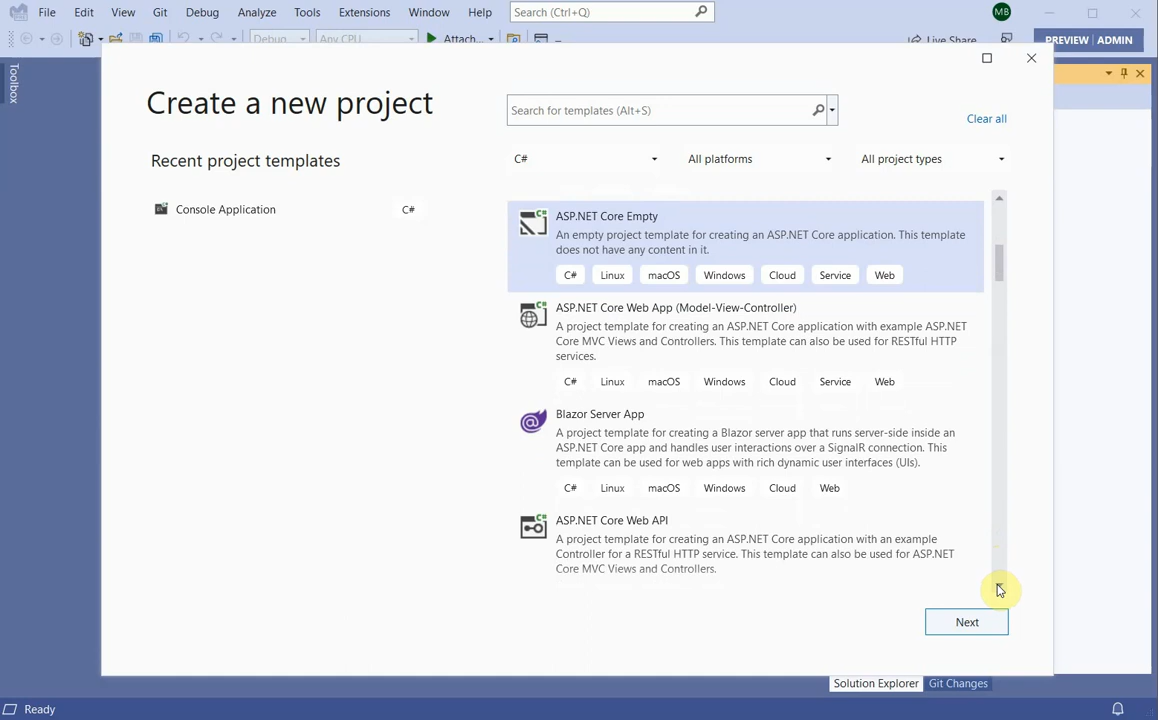 File Edit View Git Debug Analyze Tools Extensions Window Help Search (Ctrl+Q) MB
Debug Any CPU Attach... Live Share PREVIEW ADMIN
Toolbox
Create a new project
Search for templates (Alt+S)
Clear all
Recent project templates
C# All platforms All project types
Console Application C#
ASP.NET Core Empty
An empty project template for creating an ASP.NET Core application. This template
does not have any content in it.
C# Linux macOS Windows Cloud Service Web
ASP.NET Core Web App (Model-View-Controller)
A project template for creating an ASP.NET Core application with example ASP.NET
Core MVC Views and Controllers. This template can also be used for RESTful HTTP
services.
C# Linux macOS Windows Cloud Service Web
Blazor Server App
A project template for creating a Blazor server app that runs server-side inside an
ASP.NET Core app and handles user interactions over a SignalR connection. This
template can be used for web apps with rich dynamic user interfaces (UIs).
C# Linux macOS Windows Cloud Web
ASP.NET Core Web API
A project template for creating an ASP.NET Core application with an example
Controller for a RESTful HTTP service. This template can also be used for ASP.NET
Core MVC Views and Controllers.
Next
Solution Explorer Git Changes
Ready